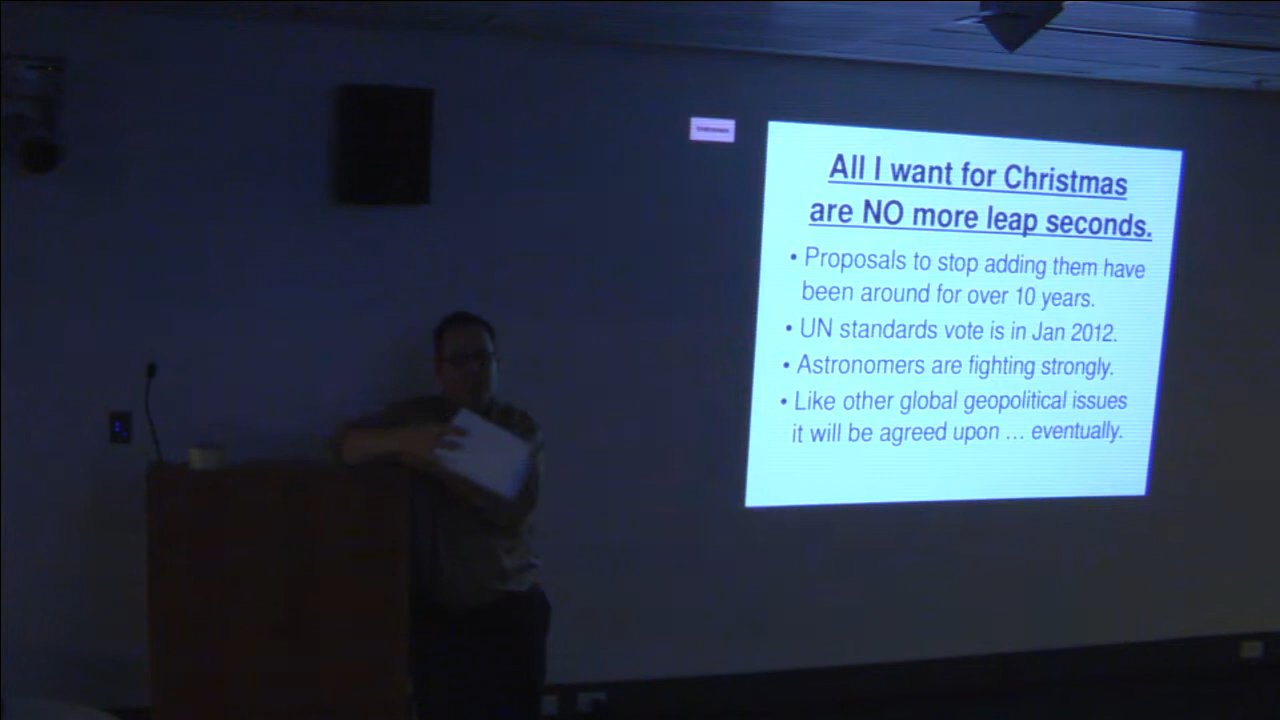 All I want for Christmas
are NO more leap seconds.
• Proposals to stop adding them have
been around for over 10 years.
• UN standards vote is in Jan 2012.
• Astronomers are fighting strongly.
• Like other global geopolitical issues
it will be agreed upon … eventually.